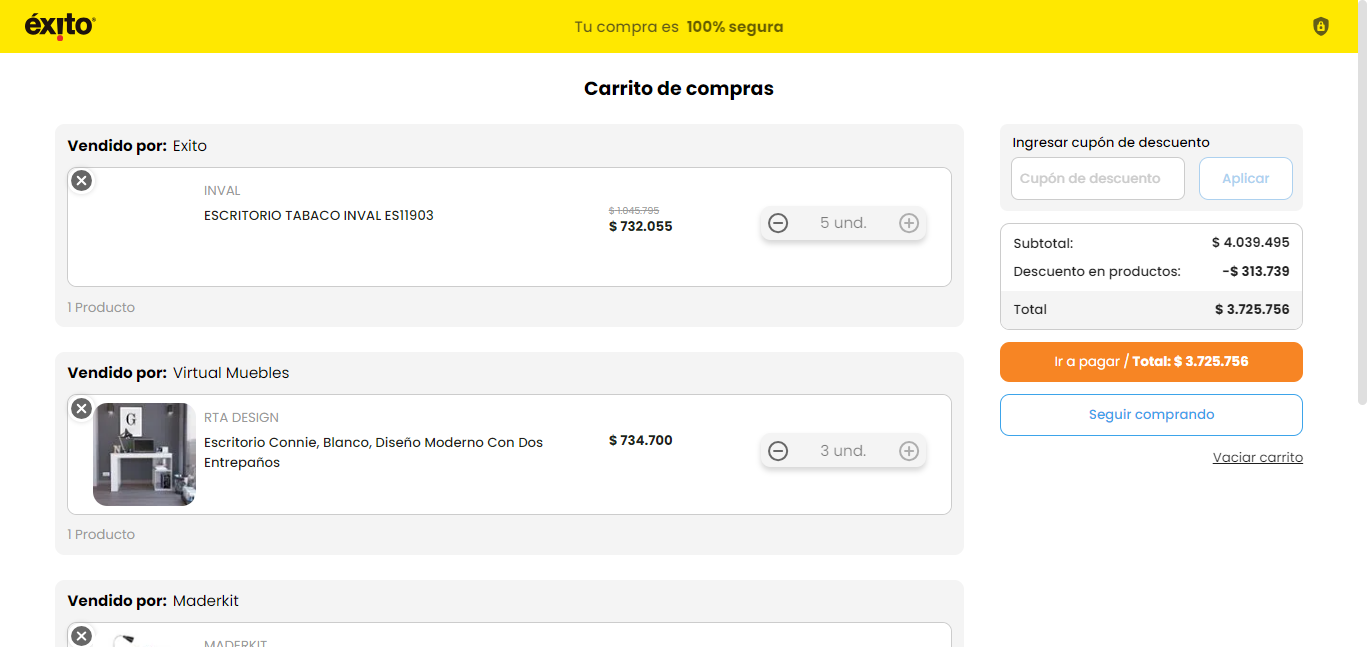 éxito
Tu compra es 100% segura
Carrito de compras
Vendido por: Exito
INVAL
ESCRITORIO TABACO INVAL ES11903
$ 1.045.795
$ 732.055
5 und.
1 Producto
Vendido por: Virtual Muebles
G
RTA DESIGN
Escritorio Connie, Blanco, Diseño Moderno Con Dos
Entrepaños
$ 734.700
3 und.
1 Producto
Vendido por: Maderkit
MADERKIT
Ingresar cupón de descuento
Cupón de descuento
Aplicar
Subtotal: $ 4.039.495
Descuento en productos: -$ 313.739
Total $ 3.725.756
Ir a pagar / Total: $ 3.725.756
Seguir comprando
Vaciar carrito